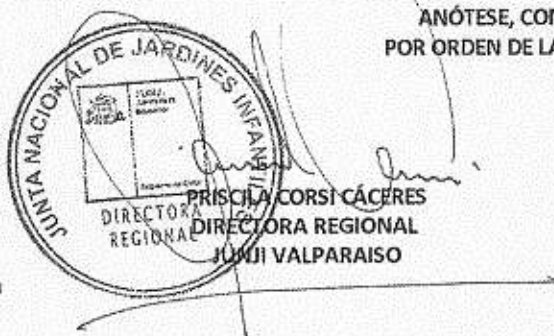 ANÓTESE, CO
POR ORDEN DE LA
JUNTA NACIONAL DE JARDINES INFANTILES
DIRECTORA
REGIONAL
PRISCILA CORSI CÁCERES
DIRECTORA REGIONAL
JUNJI VALPARAISO